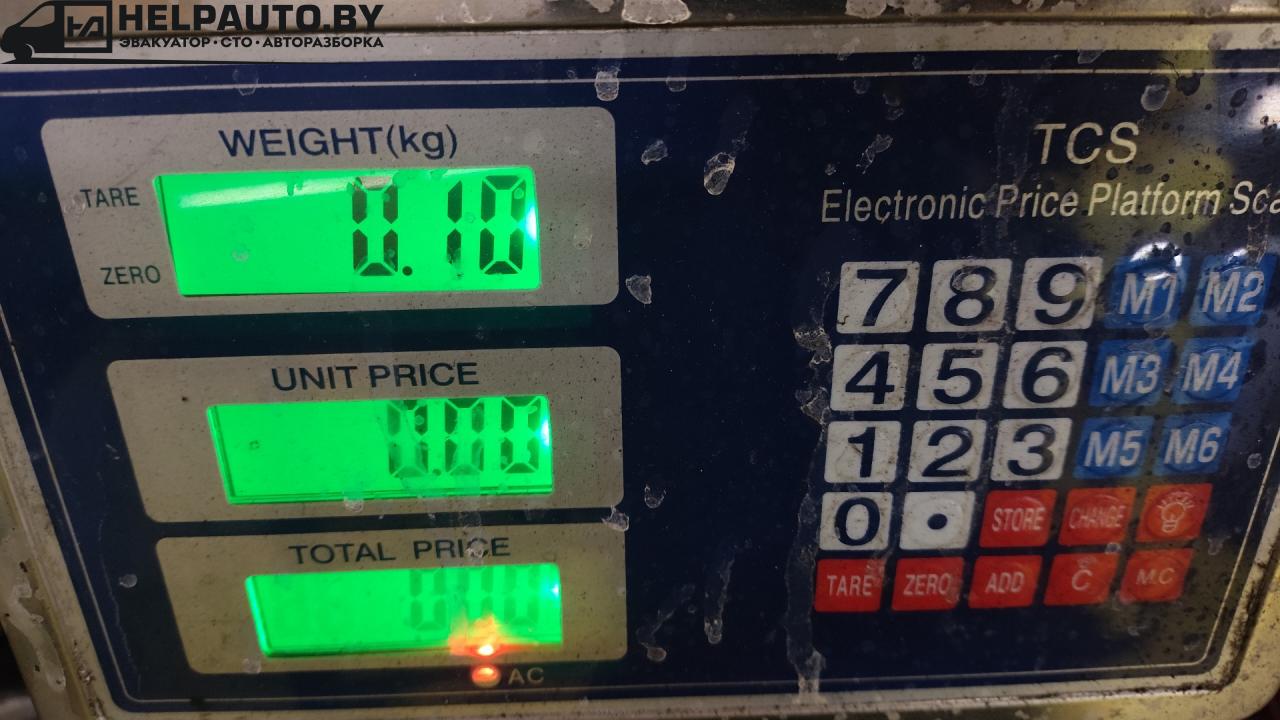 HELPAUTO.BY
ЭВАКУАТОР · СТО · АВТОРАЗБОРКА
WEIGHT(kg)
TARE
ZERO
0.10
UNIT PRICE
0.00
TOTAL PRICE
0.00
AC
TCS
Electronic Price Platform Sca
7 8 9 M1 M2
4 5 6 M3 M4
1 2 3 M5 M6
0 . STORE CHANGE
TARE ZERO ADD C M.C